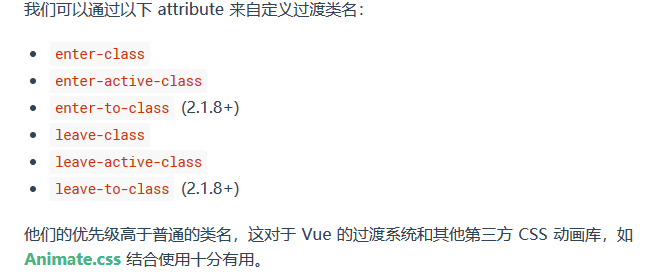 我们可以通过以下 attribute 来自定义过渡类名：
enter-class
enter-active-class
enter-to-class (2.1.8+)
leave-class
leave-active-class
leave-to-class (2.1.8+)
他们的优先级高于普通的类名，这对于 Vue 的过渡系统和其他第三方 CSS 动画库，如
Animate.css 结合使用十分有用。